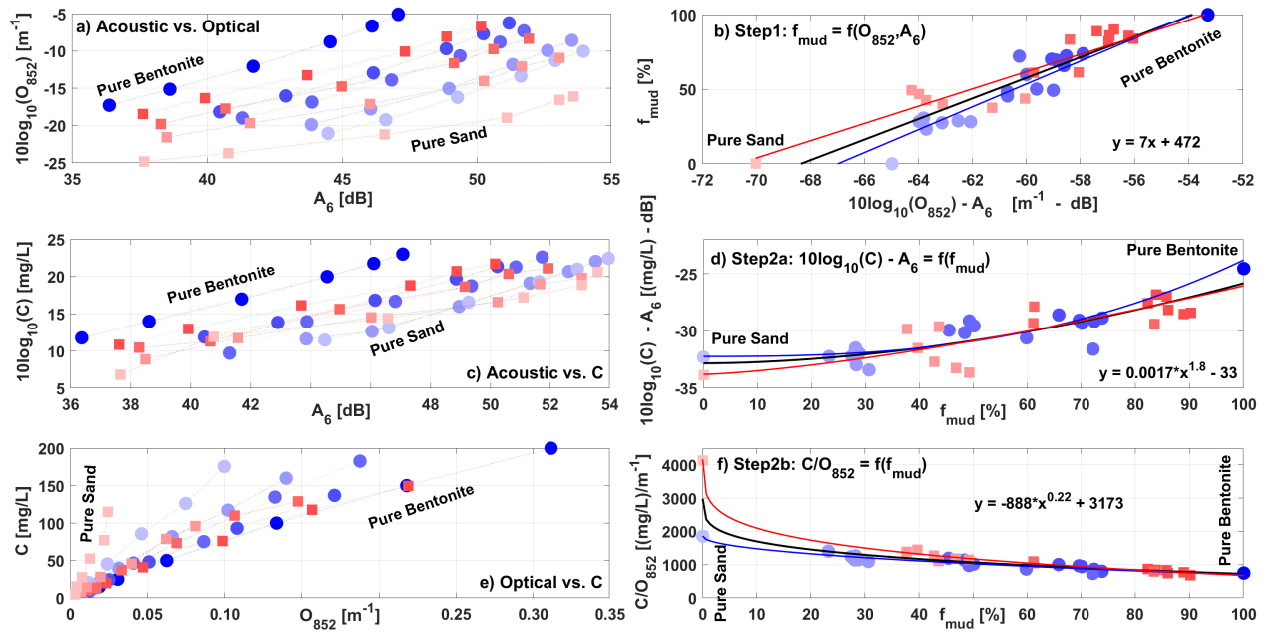 a) Acoustic vs. Optical
Pure Bentonite
Pure Sand
10log10(O852) [m-1]
-5
-10
-15
-20
-25
35
40
45
50
55
A6 [dB]
b) Step1: fmud = f(O852,A6)
Pure Bentonite
Pure Sand
y = 7x + 472
fmud [%]
100
50
0
-72
-70
-68
-66
-64
-62
-60
-58
-56
-54
-52
10log10(O852) - A6 [m-1 - dB]
10log10(C) [mg/L]
25
20
15
10
5
Pure Bentonite
Pure Sand
c) Acoustic vs. C
36
38
40
42
44
46
48
50
52
54
A6 [dB]
10log10(C) - A6 [(mg/L) - dB]
d) Step2a: 10log10(C) - A6 = f(fmud)
Pure Bentonite
Pure Sand
y = 0.0017*x1.8 - 33
-25
-30
-35
0
10
20
30
40
50
60
70
80
90
100
fmud [%]
C [mg/L]
200
150
100
50
0
Pure Sand
Pure Bentonite
e) Optical vs. C
0.05
0.10
0.15
0.20
0.25
0.30
0.35
O852 [m-1]
C/O852 [(mg/L)/m-1]
f) Step2b: C/O852 = f(fmud)
y = -888*x0.22 + 3173
Pure Sand
Pure Bentonite
4000
3000
2000
1000
0
0
10
20
30
40
50
60
70
80
90
100
fmud [%]